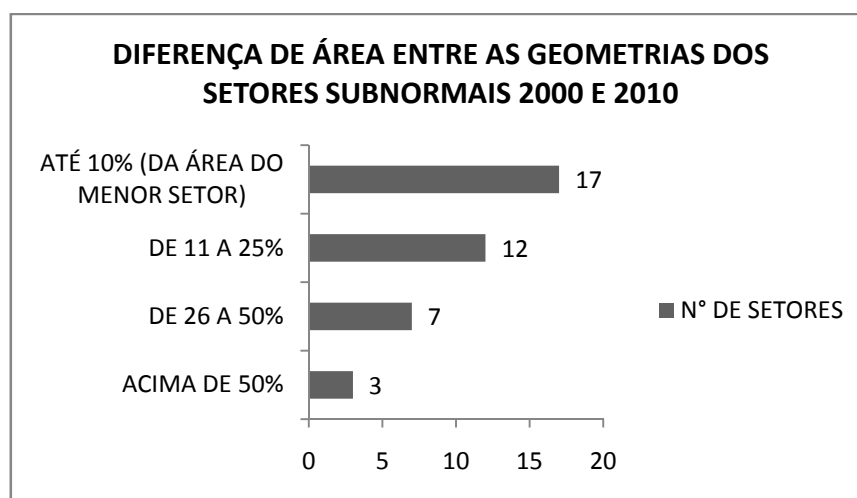 DIFERENÇA DE ÁREA ENTRE AS GEOMETRIAS DOS
SETORES SUBNORMAIS 2000 E 2010
ATÉ 10% (DA ÁREA DO
MENOR SETOR)
17
DE 11 A 25%
12
DE 26 A 50%
7
N° DE SETORES
ACIMA DE 50%
3
0 5 10 15 20